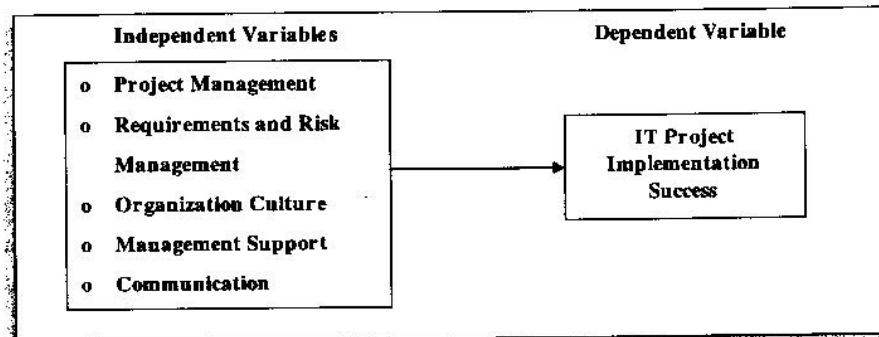 Independent Variables
Dependent Variable
o Project Management
o Requirements and Risk
Management
o Organization Culture
o Management Support
o Communication
IT Project
Implementation
Success